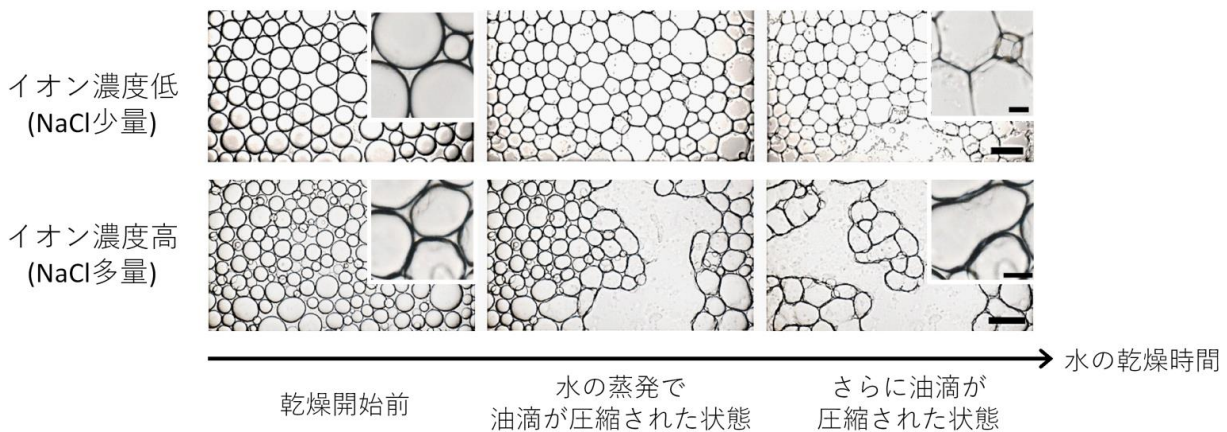 イオン濃度低
(NaCl少量)
イオン濃度高
(NaCl多量)
水の乾燥時間
乾燥開始前
水の蒸発で
油滴が圧縮された状態
さらに油滴が
圧縮された状態